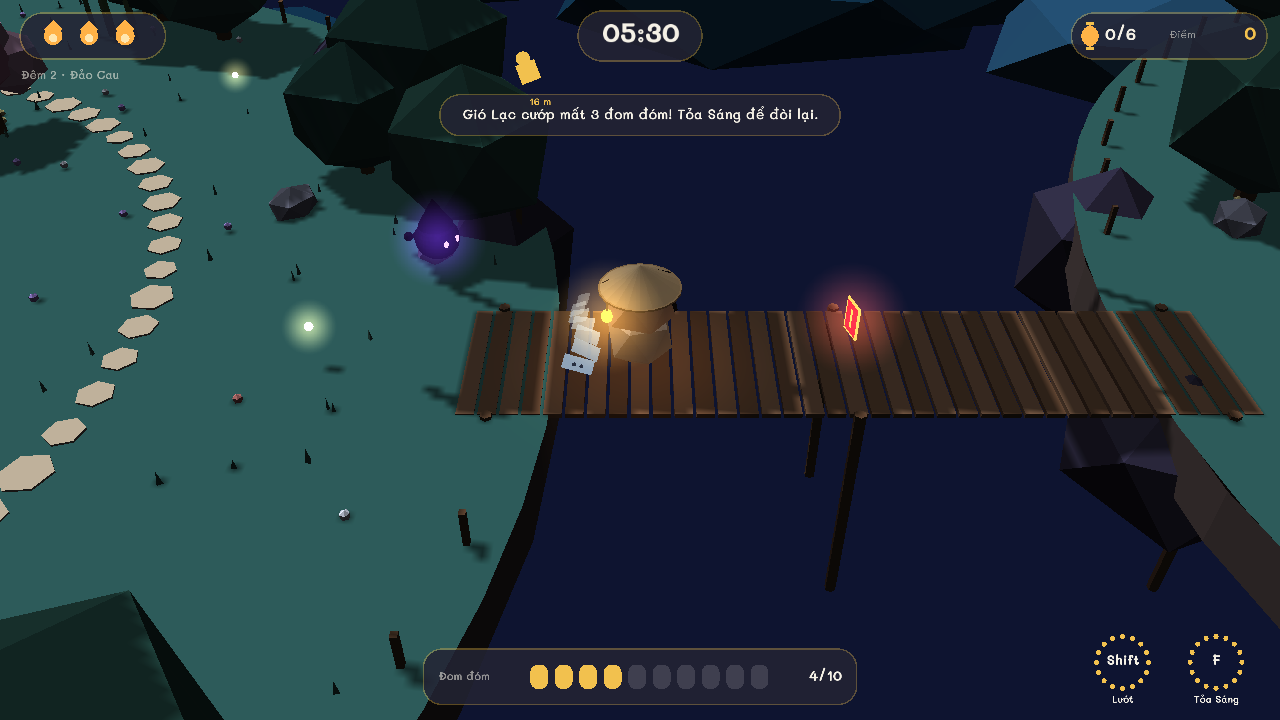 05:30
0/6 Điểm 0
Đêm 2 · Đảo Cau
16 m
Gió Lạc cướp mất 3 đom đóm! Tỏa Sáng để đòi lại.
Đom đóm 4/10
Shift
Lướt
F
Tỏa Sáng